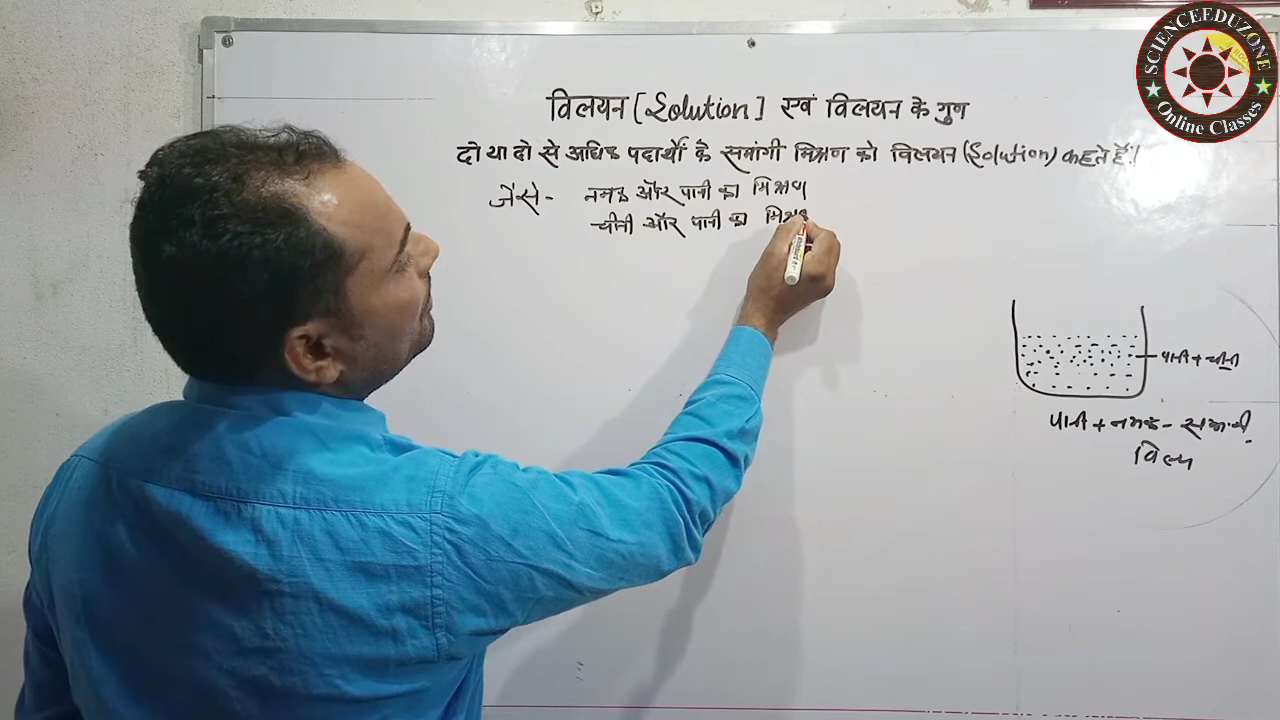 विलयन [Solution] एवं विलयन के गुण
दो या दो से अधिक पदार्थो के समांगी मिश्रण को विलयन (Solution) कहते हैं।
जैसे - नमक और पानी का मिश्रण
चीनी और पानी का मिश्रण
पानी + चीनी
पानी + नमक - समांगी
विलय
SCIENCEEDUZONE
Online Classes